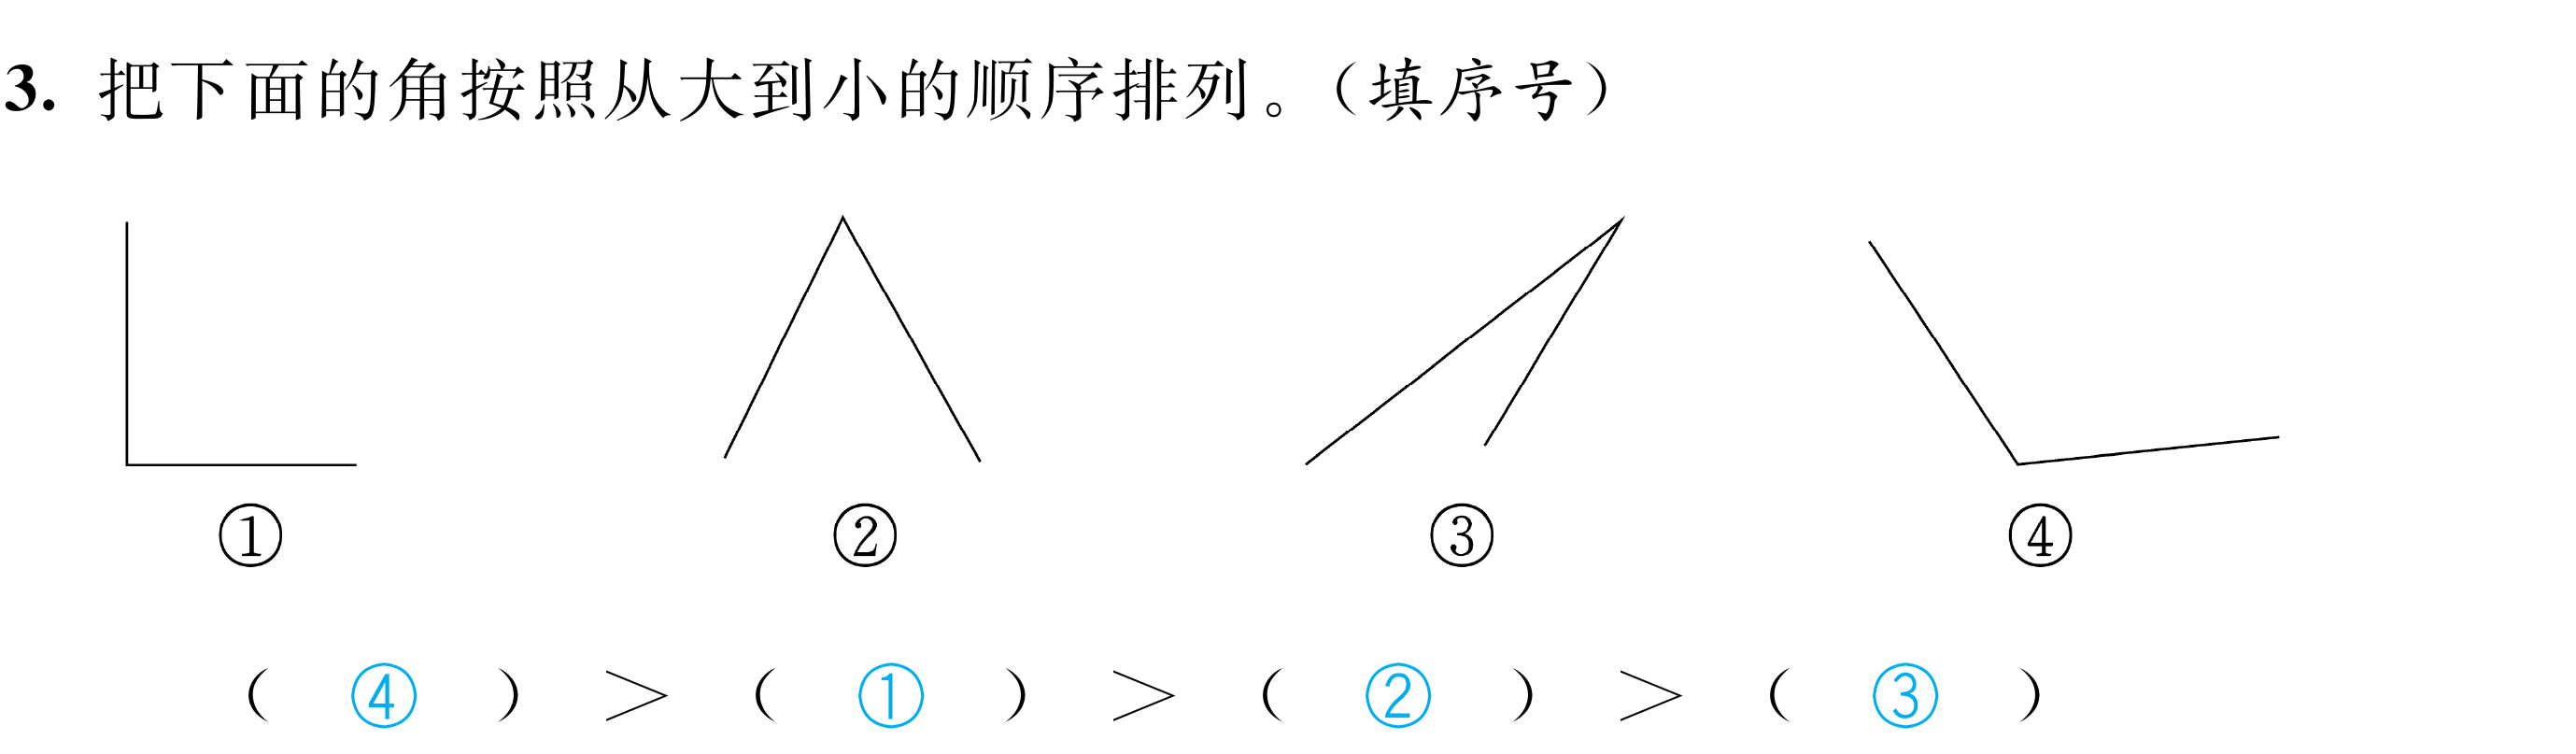 3. 把下面的角按照从大到小的顺序排列。（填序号）
① ② ③ ④
（ ④ ）＞（ ① ）＞（ ② ）＞（ ③ ）